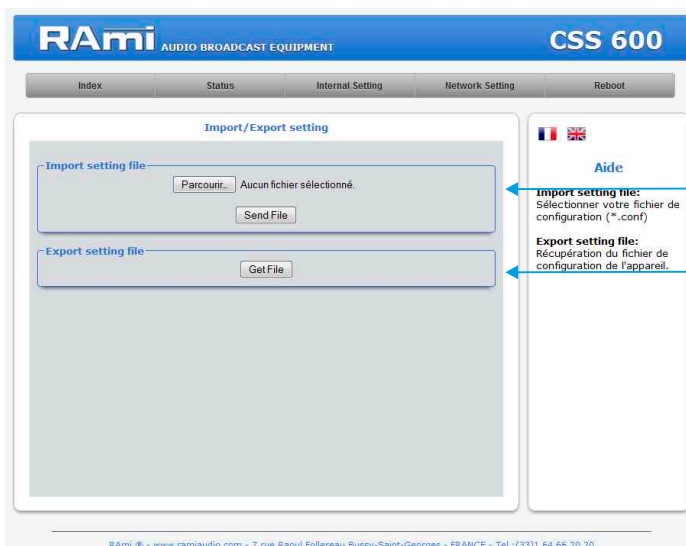 RAmi AUDIO BROADCAST EQUIPMENT CSS 600
Index Status Internal Setting Network Setting Reboot
Import/Export setting
Import setting file
Parcourir_ Aucun fichier sélectionné.
Send File
Export setting file
Get File
Aide
Import setting file:
Sélectionner votre fichier de
configuration (*.conf)
Export setting file:
Récupération du fichier de
configuration de l'appareil.
RAmi ® - www.ramiaudio.com - 7 rue Raoul Follereau Bussy-Saint-Georges - FRANCE - Tel :(33)1 64 66 20 20